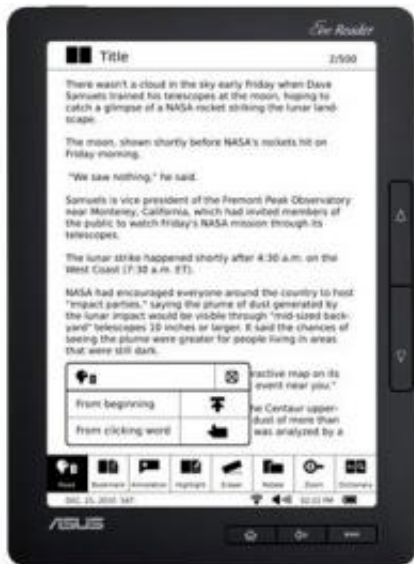 Eee Reader
Title 2/500
There wasn't a cloud in the sky early Friday when Dave
Samuels trained his telescopes at the moon, hoping to
catch a glimpse of a NASA rocket striking the lunar land-
scape.
The moon, shown shortly before NASA's rockets hit on
Friday morning.
"We saw nothing," he said.
Samuels is vice president of the Fremont Peak Observatory
near Monterey, California, which had invited members of
the public to watch Friday's NASA mission through its
telescopes.
The lunar strike happened shortly after 4:30 a.m. on the
West Coast (7:30 a.m. ET).
NASA had encouraged everyone around the country to host
"impact parties," saying the plume of dust generated by
the lunar impact would be visible through "mid-sized back-
yard" telescopes 10 inches or larger. It said the chances of
seeing the plume were greater for people living in areas
that were still dark.
ractive map on its
event near you."
he Centaur upper-
dust of more than
was analyzed by a
From beginning
From clicking word
Read Bookmark Annotation Highlight Eraser Rotate Zoom Dictionary
DEC. 25, 2010 SAT 02:02 PM
ASUS